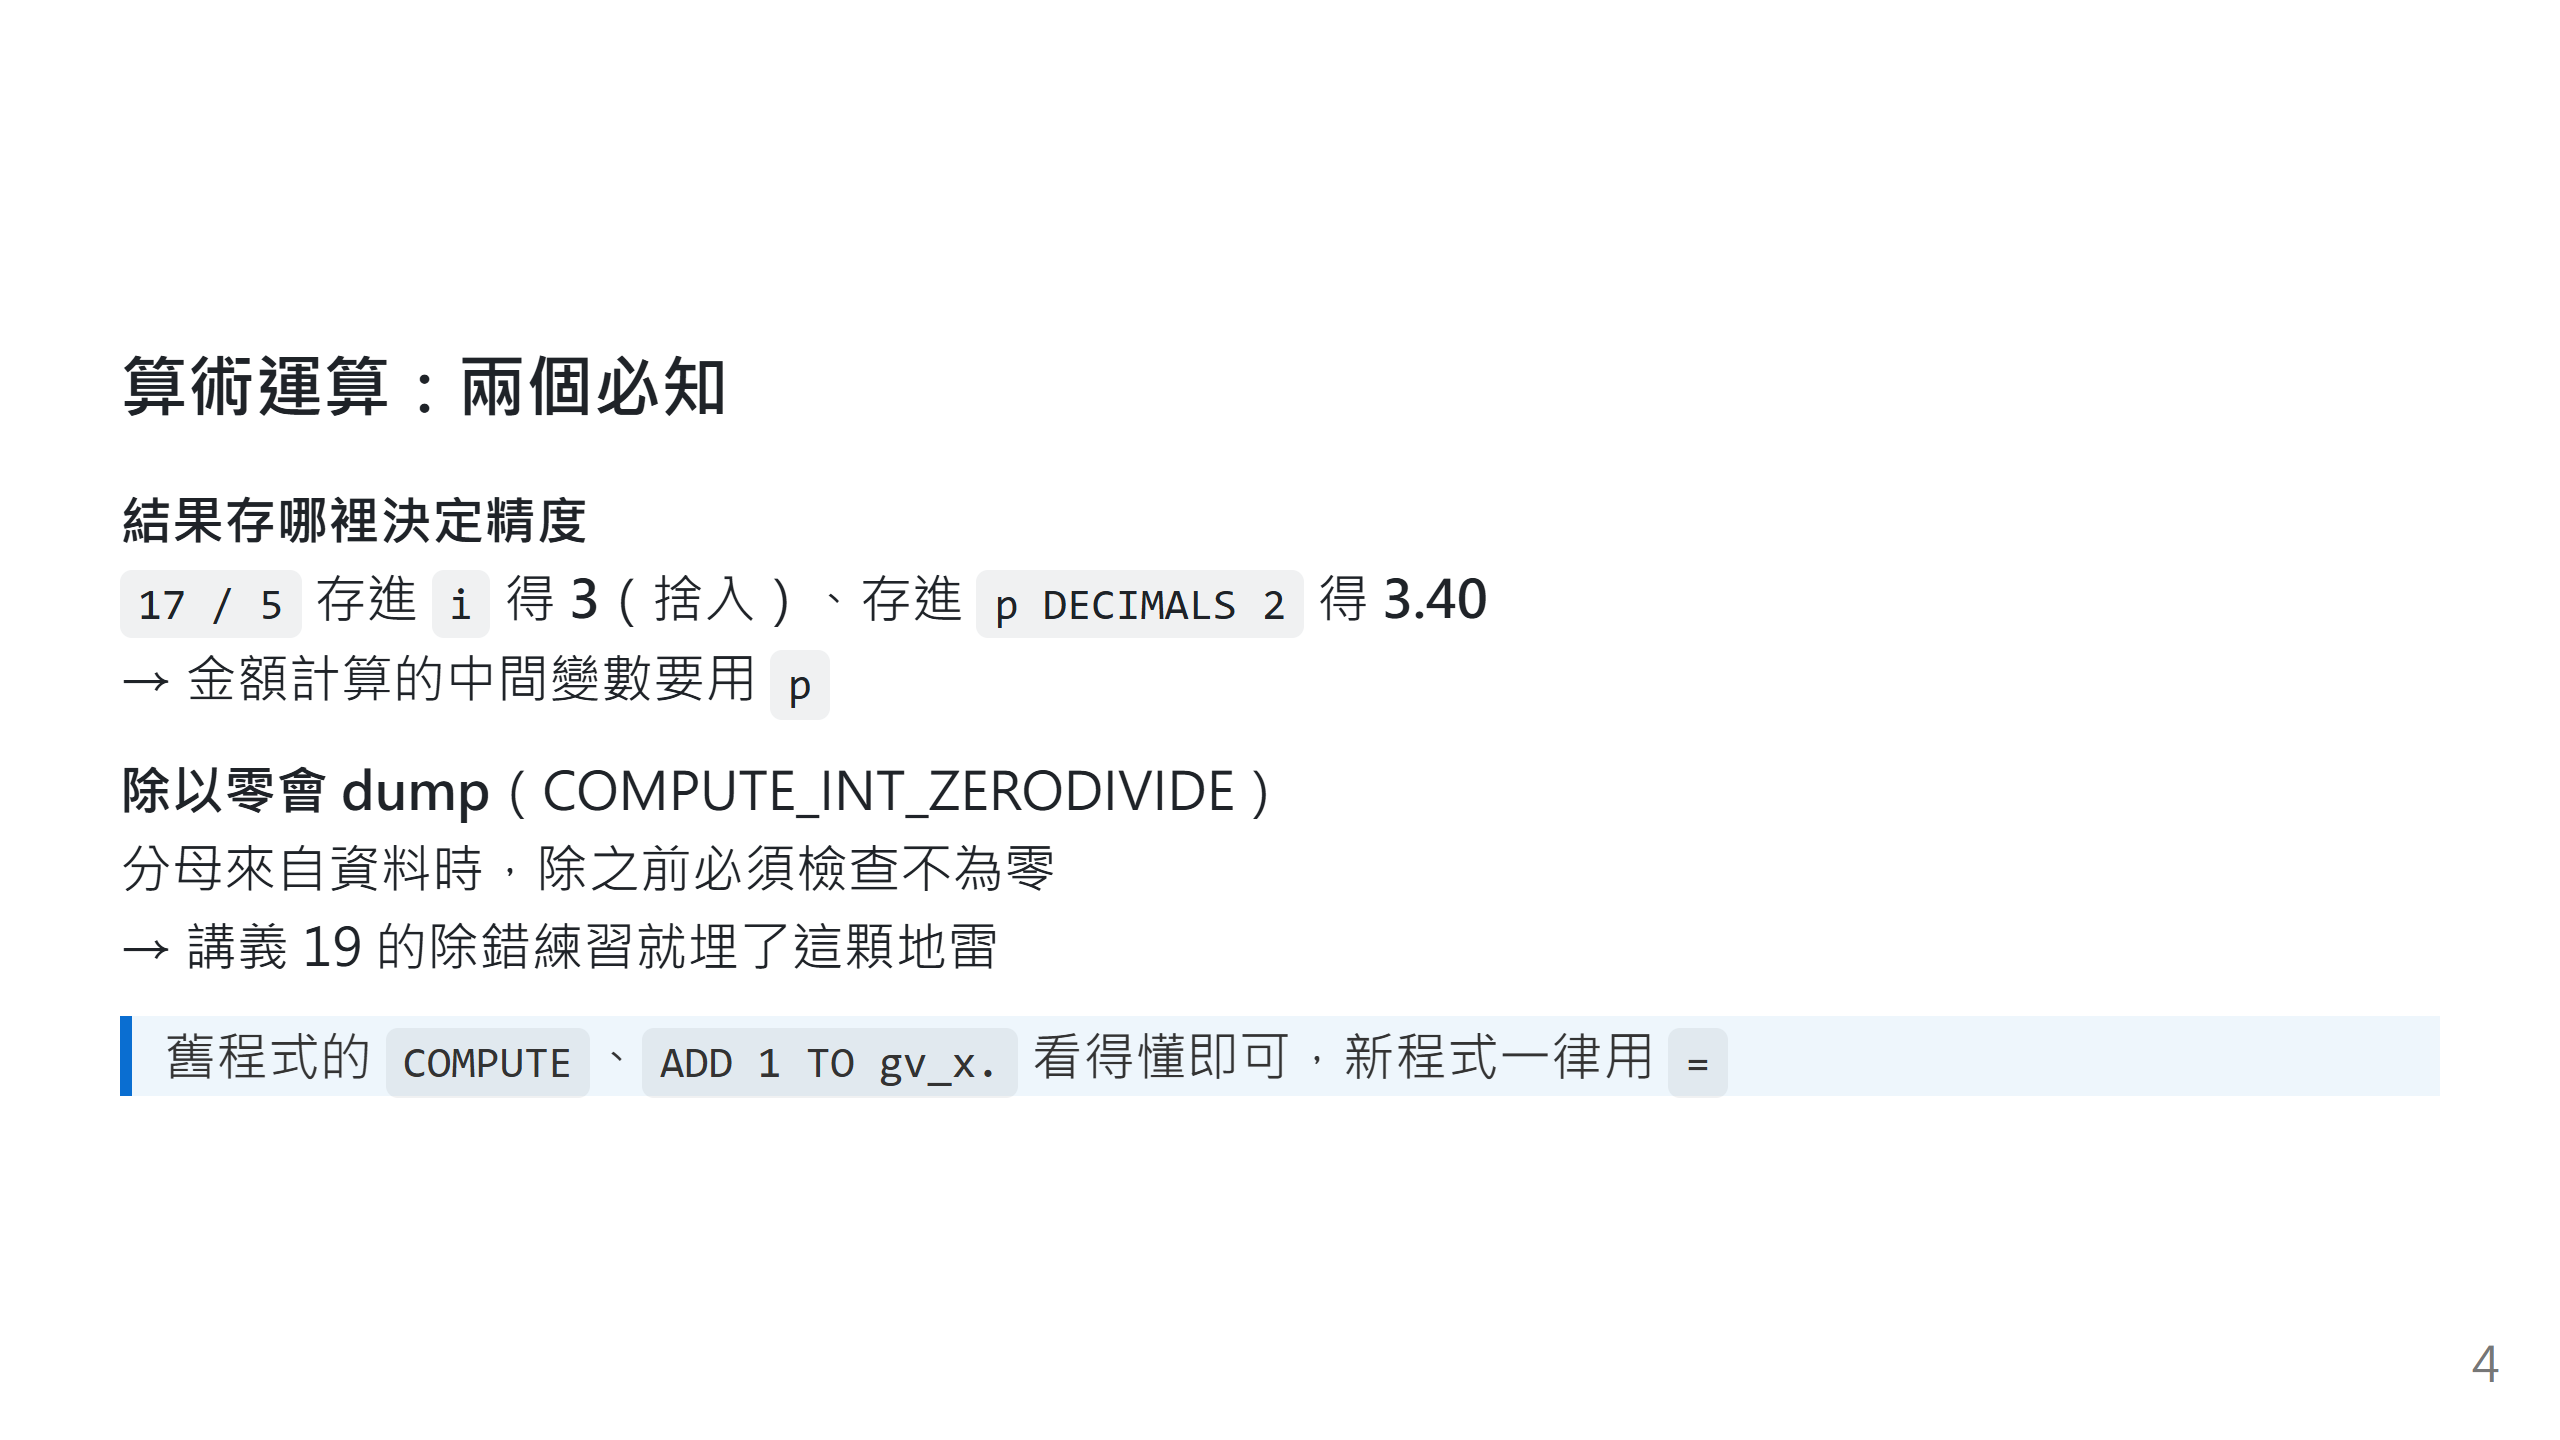 算術運算：兩個必知
結果存哪裡決定精度
17 / 5 存進 i 得 3（捨入）、存進 p DECIMALS 2 得 3.40
→ 金額計算的中間變數要用 p
除以零會 dump（COMPUTE_INT_ZERODIVIDE）
分母來自資料時，除之前必須檢查不為零
→ 講義 19 的除錯練習就埋了這顆地雷
舊程式的 COMPUTE、ADD 1 TO gv_x. 看得懂即可，新程式一律用 =
4